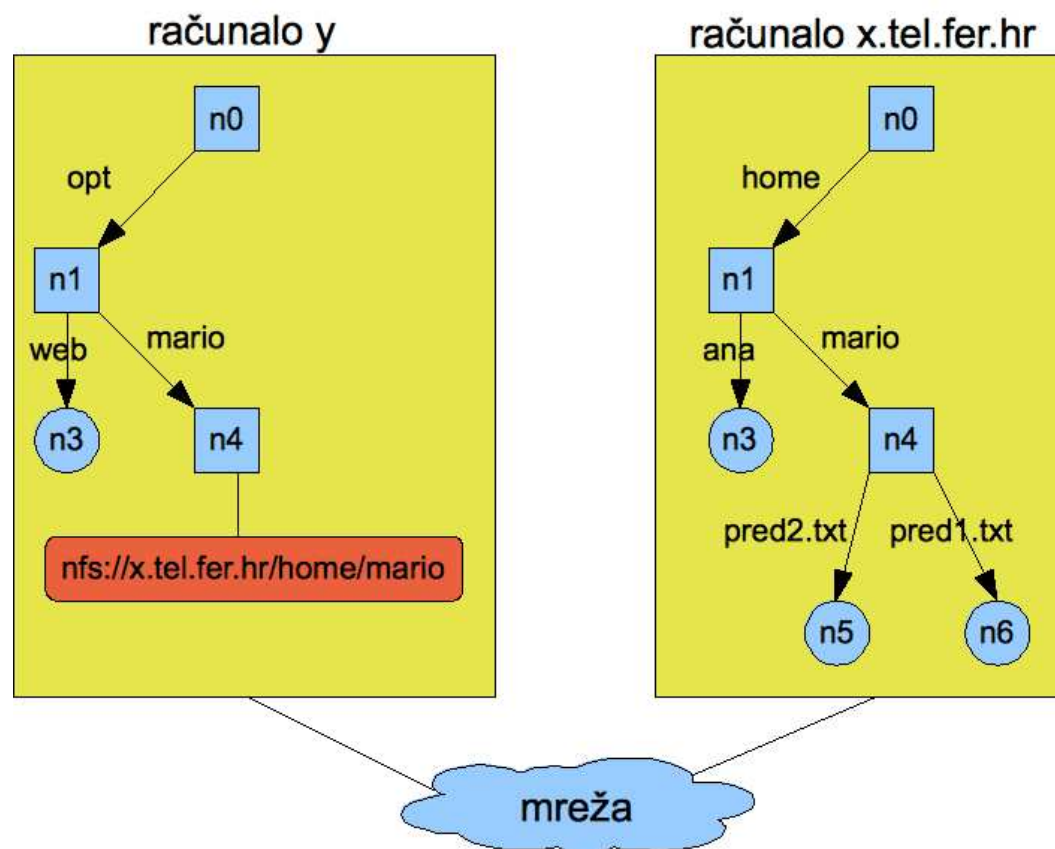 računalo y
n0
opt
n1
web
mario
n3
n4
nfs://x.tel.fer.hr/home/mario
računalo x.tel.fer.hr
n0
home
n1
ana
mario
n3
n4
pred2.txt
pred1.txt
n5
n6
mreža